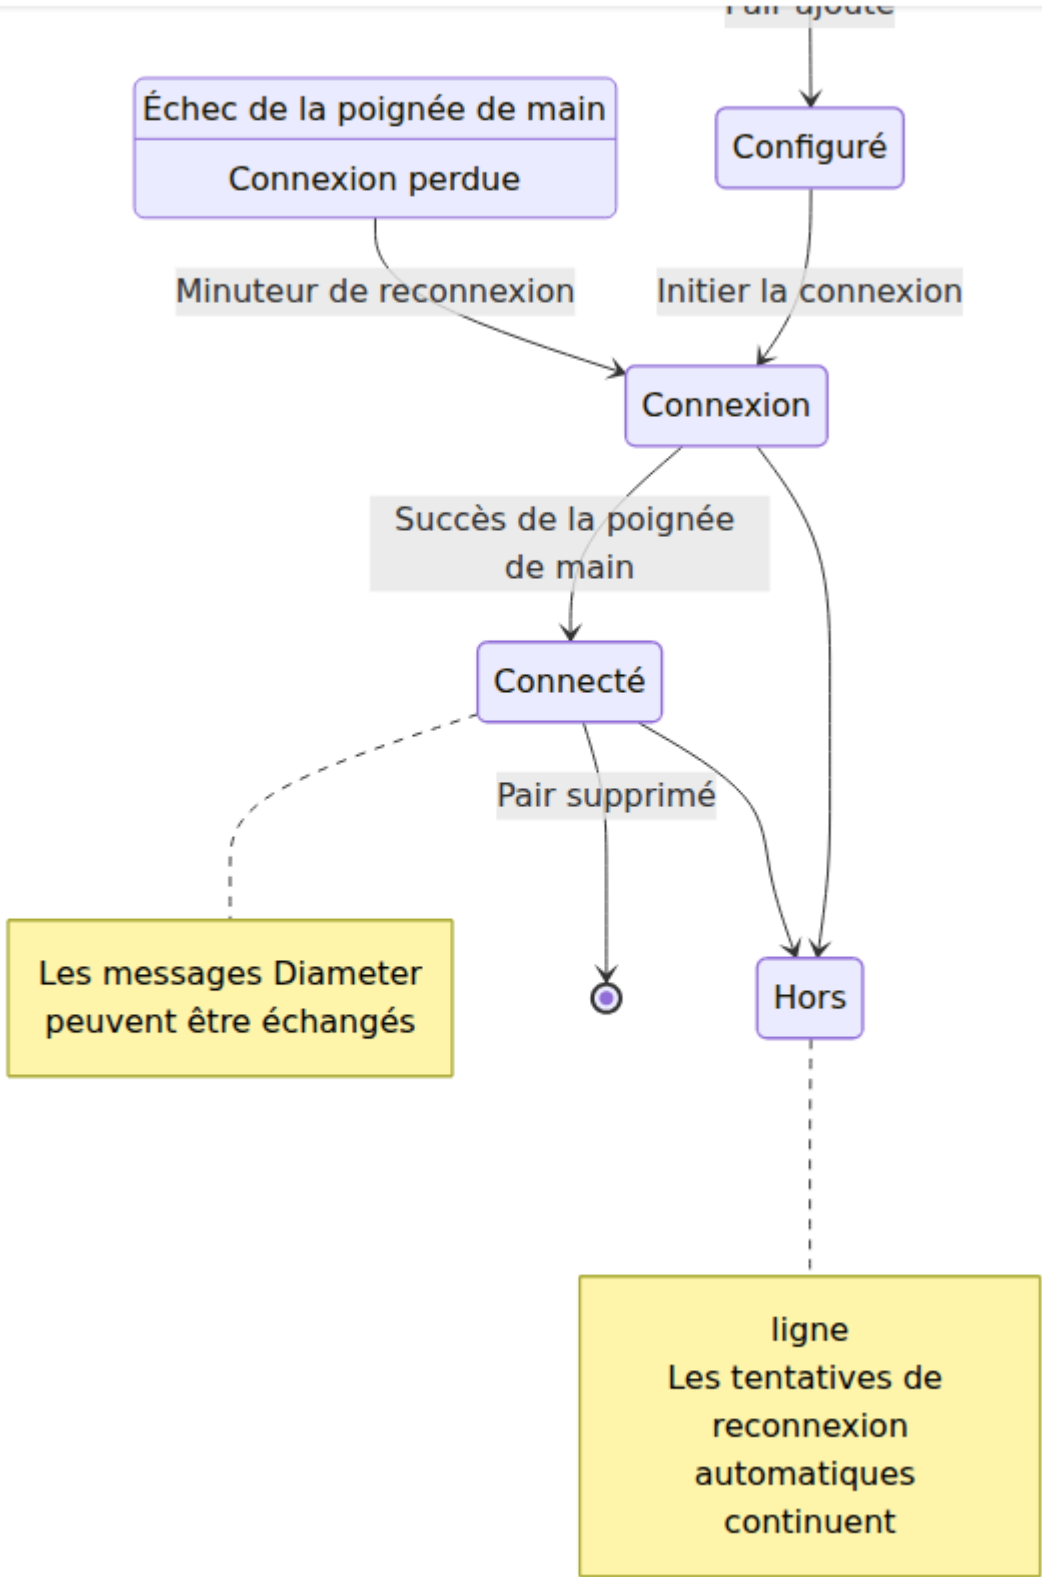 Pair ajouté
Échec de la poignée de main
Connexion perdue
Configuré
Minuteur de reconnexion
Initier la connexion
Connexion
Succès de la poignée
de main
Connecté
Pair supprimé
Les messages Diameter
peuvent être échangés
Hors
ligne
Les tentatives de
reconnexion
automatiques
continuent